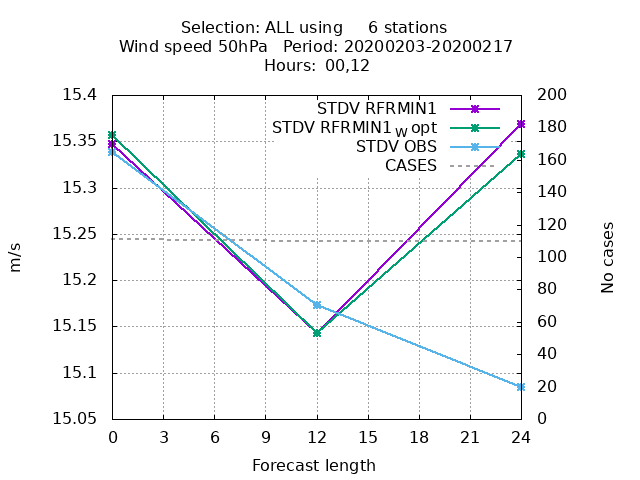 Selection: ALL using     6 stations
Wind speed 50hPa   Period: 20200203-20200217
Hours: 00,12
STDV RFRMIN1
STDV RFRMIN1wopt
STDV OBS
CASES
15.4
15.35
15.3
15.25
15.2
15.15
15.1
15.05
200
180
160
140
120
100
80
60
40
20
0
m/s
No cases
0 3 6 9 12 15 18 21 24
Forecast length